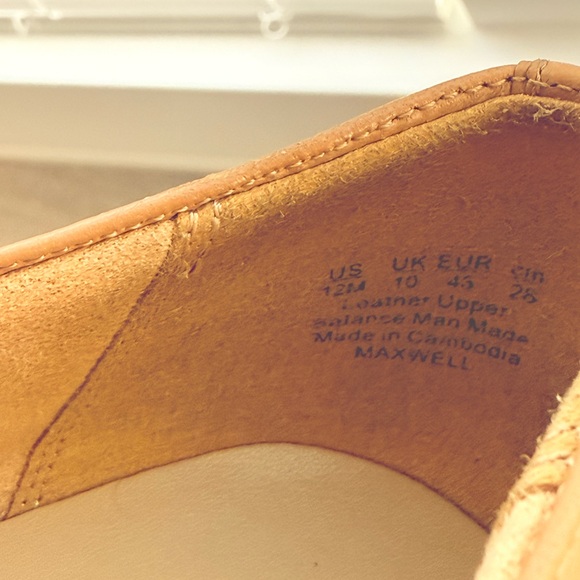 US UK EUR cm
12M 10 45 28
Leather Upper
Balance Man Made
Made in Cambodia
MAXWELL